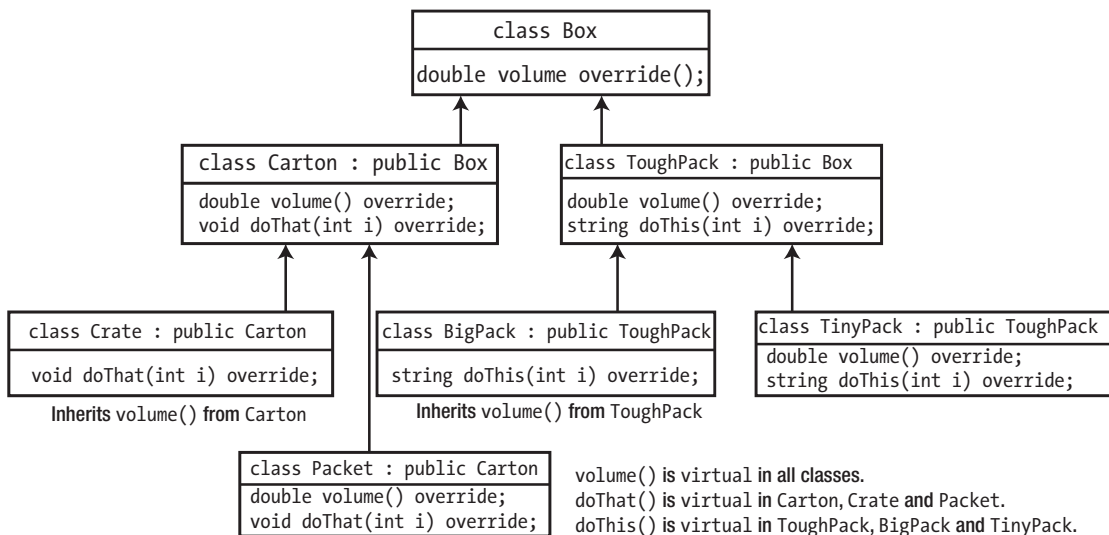 class Box
double volume override();
class Carton : public Box
double volume() override;
void doThat(int i) override;
class ToughPack : public Box
double volume() override;
string doThis(int i) override;
class Crate : public Carton
void doThat(int i) override;
Inherits volume() from Carton
class BigPack : public ToughPack
string doThis(int i) override;
Inherits volume() from ToughPack
class TinyPack : public ToughPack
double volume() override;
string doThis(int i) override;
class Packet : public Carton
double volume() override;
void doThat(int i) override;
volume() is virtual in all classes.
doThat() is virtual in Carton, Crate and Packet.
doThis() is virtual in ToughPack, BigPack and TinyPack.